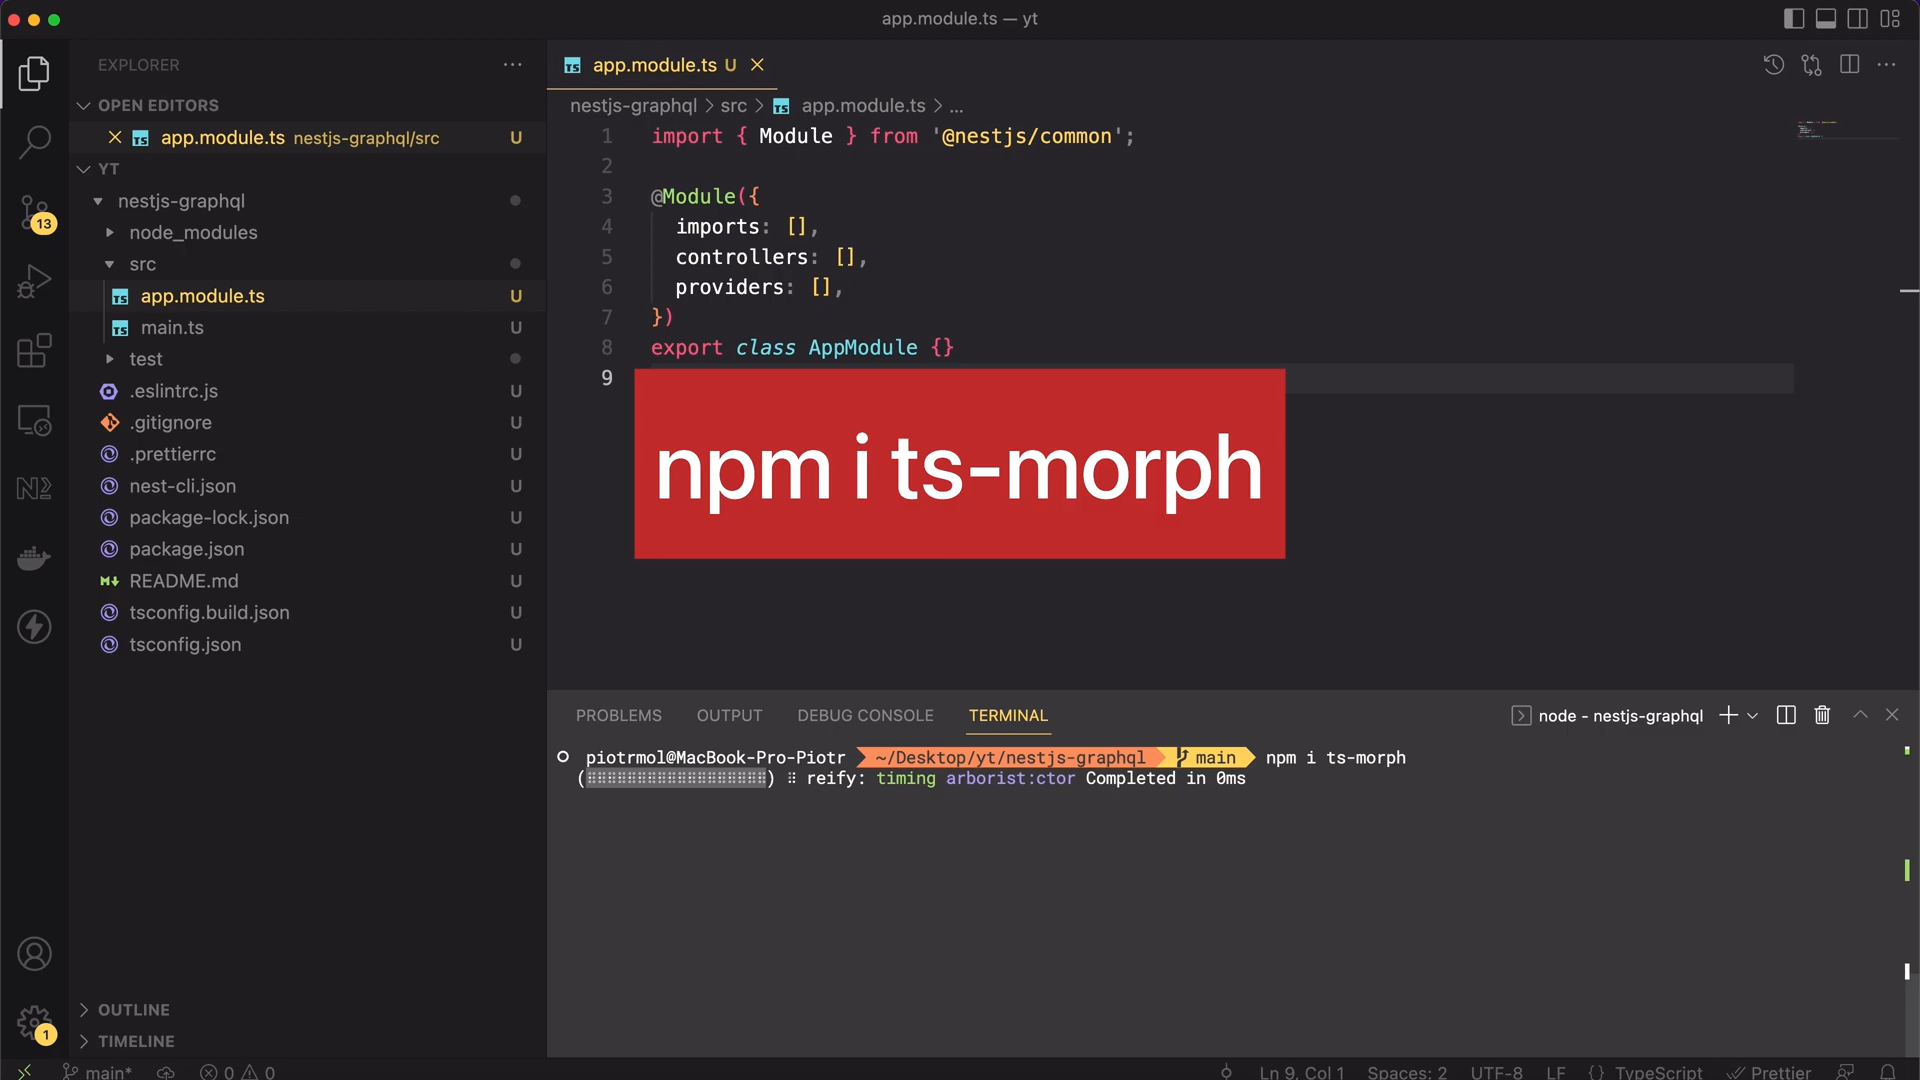 app.module.ts — yt
EXPLORER
OPEN EDITORS
app.module.ts nestjs-graphql/src U
YT
nestjs-graphql
node_modules
src
app.module.ts U
main.ts U
test
.eslintrc.js U
.gitignore U
.prettierrc U
nest-cli.json U
package-lock.json U
package.json U
README.md U
tsconfig.build.json U
tsconfig.json U
OUTLINE
TIMELINE
13
1
TS app.module.ts U
nestjs-graphql > src > TS app.module.ts > ...
1 import { Module } from '@nestjs/common';
2
3 @Module({
4 imports: [],
5 controllers: [],
6 providers: [],
7 })
8 export class AppModule {}
9
npm i ts-morph
PROBLEMS OUTPUT DEBUG CONSOLE TERMINAL
node - nestjs-graphql
piotrmol@MacBook-Pro-Piotr ~/Desktop/yt/nestjs-graphql main npm i ts-morph
(⠿⠿⠿⠿⠿⠿⠿⠿⠿⠿⠿⠿⠿⠿⠿⠿⠿⠿) ⠿ reify: timing arborist:ctor Completed in 0ms
main* 0 0
Ln 9, Col 1 Spaces: 2 UTF-8 LF {} TypeScript Prettier